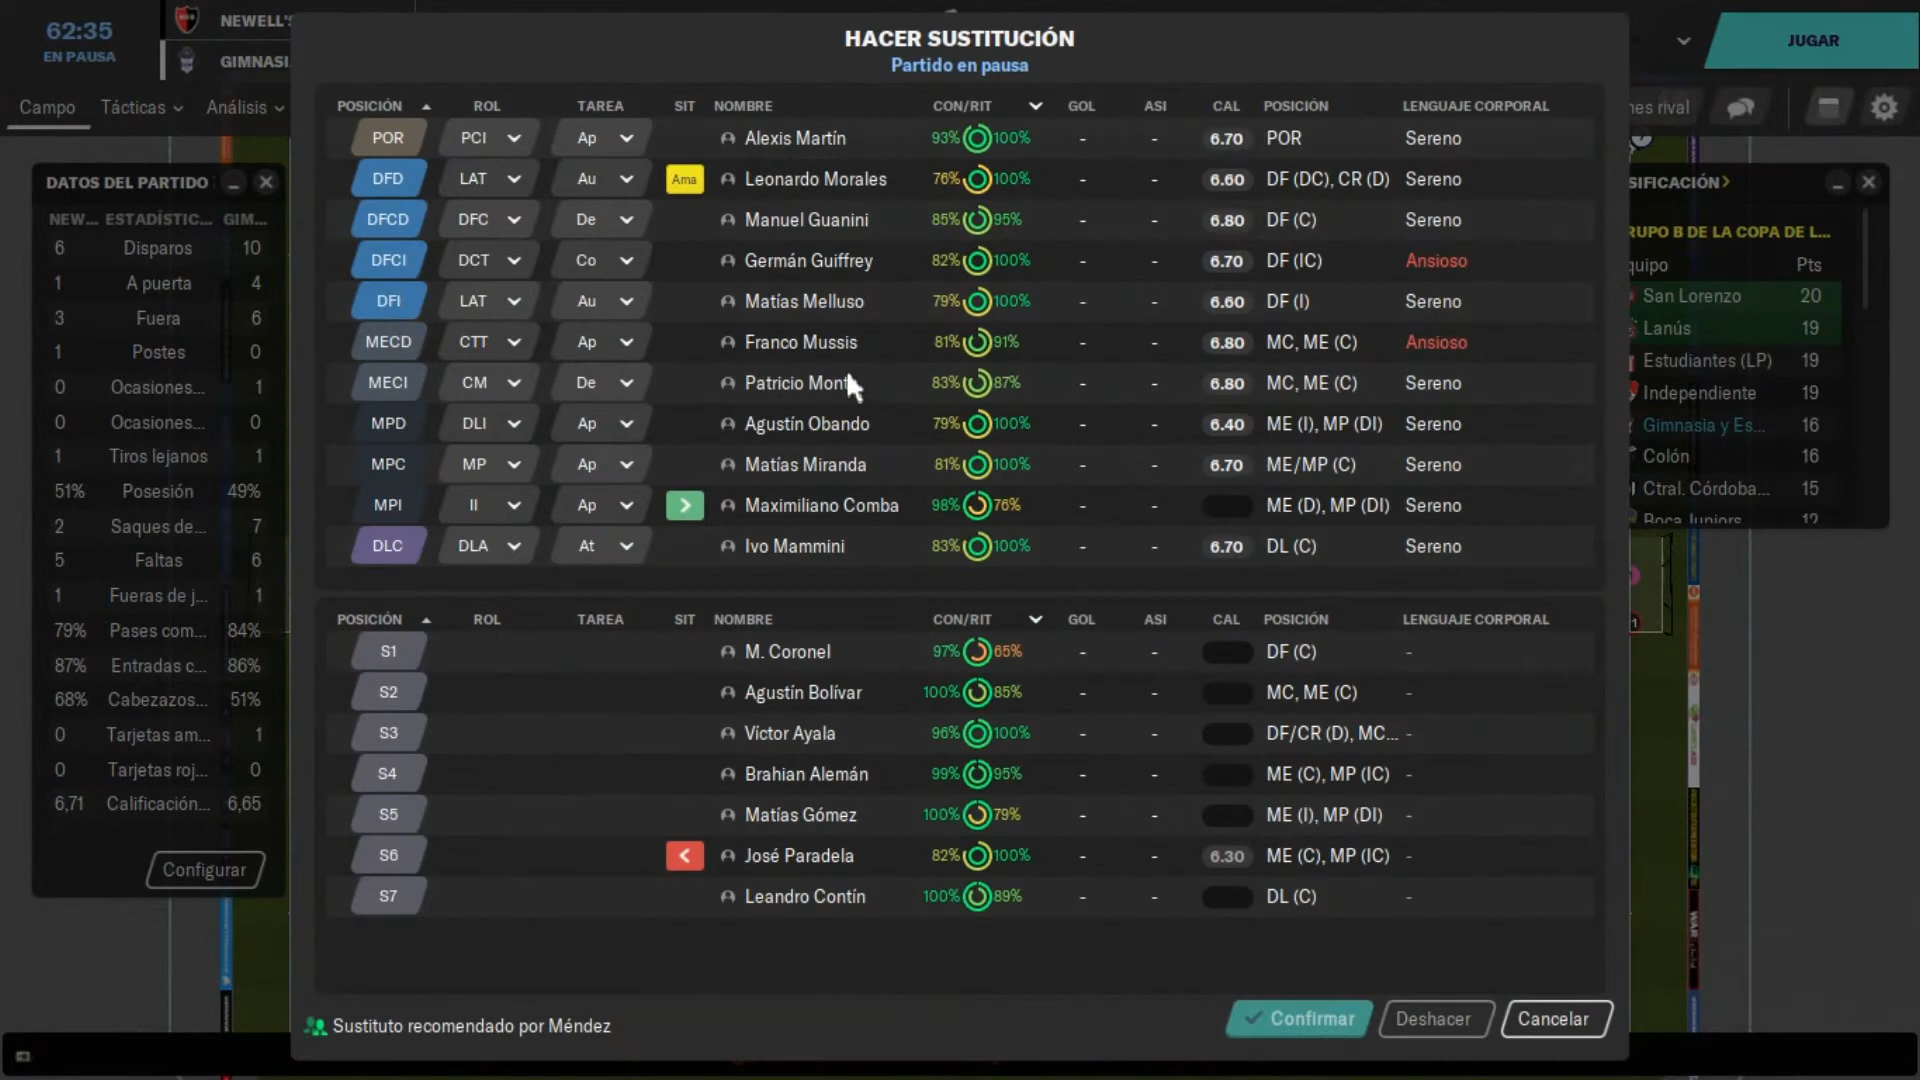 62:35
EN PAUSA
NEWELL'S
GIMNASI
HACER SUSTITUCIÓN
Partido en pausa
JUGAR
Campo Tácticas Análisis
nes rival
POSICIÓN ROL TAREA SIT NOMBRE CON/RIT GOL ASI CAL POSICIÓN LENGUAJE CORPORAL
POR PCI Ap Alexis Martín 93% 100% - - 6.70 POR Sereno
DFD LAT Au Ama Leonardo Morales 76% 100% - - 6.60 DF (DC), CR (D) Sereno
DFCD DFC De Manuel Guanini 85% 95% - - 6.80 DF (C) Sereno
DFCI DCT Co Germán Guiffrey 82% 100% - - 6.70 DF (IC) Ansioso
DFI LAT Au Matías Melluso 79% 100% - - 6.60 DF (I) Sereno
MECD CTT Ap Franco Mussis 81% 91% - - 6.80 MC, ME (C) Ansioso
MECI CM De Patricio Mon 83% 87% - - 6.80 MC, ME (C) Sereno
MPD DLI Ap Agustín Obando 79% 100% - - 6.40 ME (I), MP (DI) Sereno
MPC MP Ap Matías Miranda 81% 100% - - 6.70 ME/MP (C) Sereno
MPI II Ap Maximiliano Comba 98% 76% - - ME (D), MP (DI) Sereno
DLC DLA At Ivo Mammini 83% 100% - - 6.70 DL (C) Sereno
POSICIÓN ROL TAREA SIT NOMBRE CON/RIT GOL ASI CAL POSICIÓN LENGUAJE CORPORAL
S1 M. Coronel 97% 65% - - DF (C) -
S2 Agustín Bolívar 100% 85% - - MC, ME (C) -
S3 Víctor Ayala 96% 100% - - DF/CR (D), MC... -
S4 Brahian Alemán 99% 95% - - ME (C), MP (IC) -
S5 Matías Gómez 100% 79% - - ME (I), MP (DI) -
S6 José Paradela 82% 100% - - 6.30 ME (C), MP (IC) -
S7 Leandro Contín 100% 89% - - DL (C) -
Sustituto recomendado por Méndez
Confirmar Deshacer Cancelar
DATOS DEL PARTIDO
NEW... ESTADÍSTIC... GIM...
6 Disparos 10
1 A puerta 4
3 Fuera 6
1 Postes 0
0 Ocasiones... 1
0 Ocasiones... 0
1 Tiros lejanos 1
51% Posesión 49%
2 Saques de... 7
5 Faltas 6
1 Fueras de j... 1
79% Pases com... 84%
87% Entradas c... 86%
68% Cabezazos... 51%
0 Tarjetas am... 1
0 Tarjetas roj... 0
6,71 Calificación... 6,65
Configurar
SIFICACIÓN
RUPO B DE LA COPA DE L...
quipo Pts
San Lorenzo 20
Lanús 19
Estudiantes (LP) 19
Independiente 19
Gimnasia y Es... 16
Colón 16
Ctral. Córdoba... 15
Boca Juniors 12